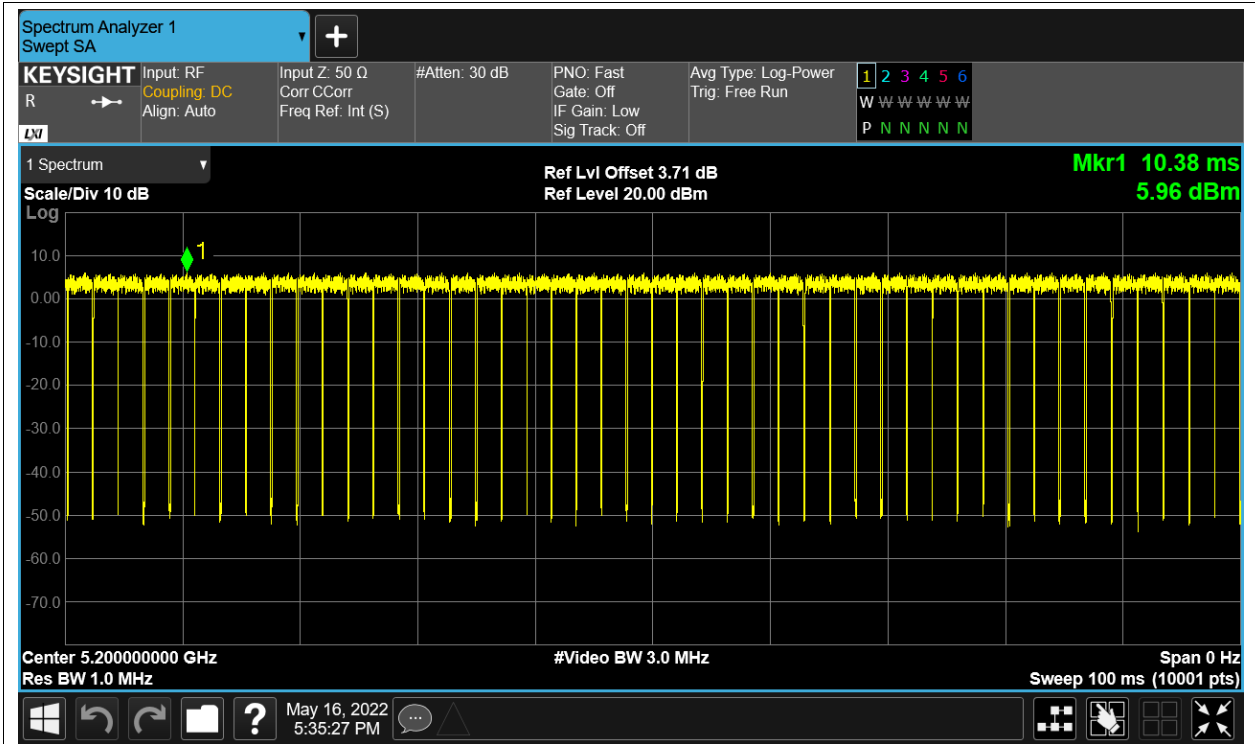 Spectrum Analyzer 1
Swept SA
+
KEYSIGHT
R
LXI
Input: RF
Coupling: DC
Align: Auto
Input Z: 50 Ω
Corr CCorr
Freq Ref: Int (S)
#Atten: 30 dB
PNO: Fast
Gate: Off
IF Gain: Low
Sig Track: Off
Avg Type: Log-Power
Trig: Free Run
1 2 3 4 5 6
W W W W W W
P N N N N N
1 Spectrum
Scale/Div 10 dB
Log
Ref Lvl Offset 3.71 dB
Ref Level 20.00 dBm
Mkr1 10.38 ms
5.96 dBm
1
10.0
0.00
-10.0
-20.0
-30.0
-40.0
-50.0
-60.0
-70.0
Center 5.200000000 GHz
Res BW 1.0 MHz
#Video BW 3.0 MHz
Span 0 Hz
Sweep 100 ms (10001 pts)
?
May 16, 2022
5:35:27 PM